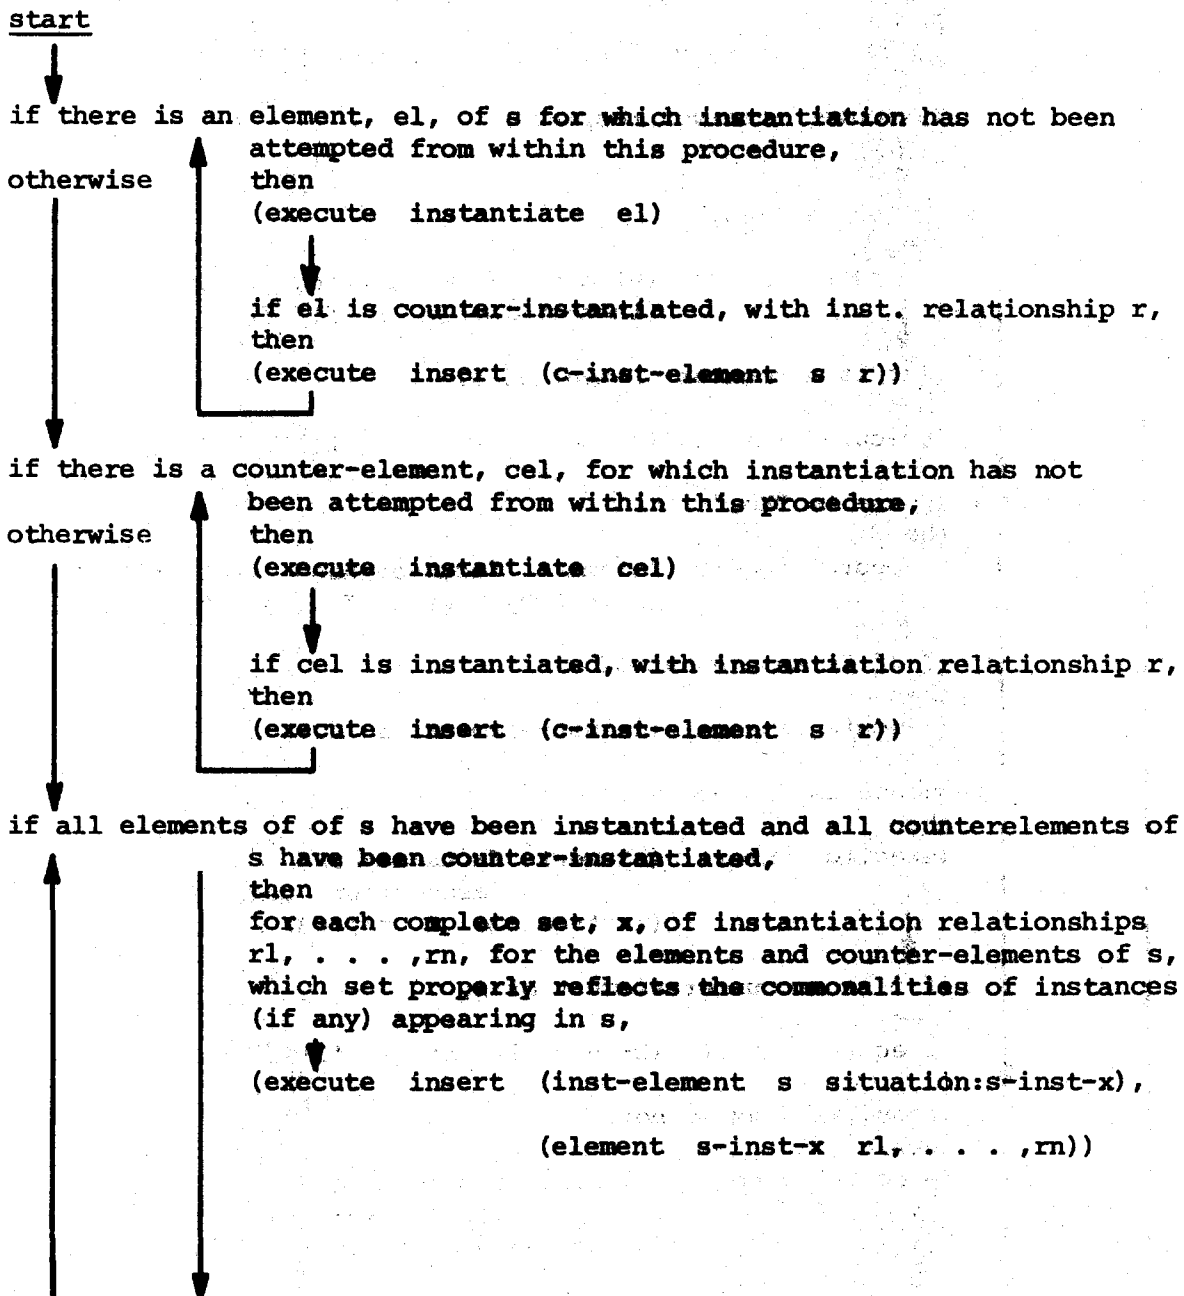 start
if there is an element, el, of s for which instantiation has not been
attempted from within this procedure,
otherwise then
(execute instantiate el)
if el is counter-instantiated, with inst. relationship r,
then
(execute insert (c-inst-element s r))
if there is a counter-element, cel, for which instantiation has not
been attempted from within this procedure,
otherwise then
(execute instantiate cel)
if cel is instantiated, with instantiation relationship r,
then
(execute insert (c-inst-element s r))
if all elements of of s have been instantiated and all counterelements of
s have been counter-instantiated,
then
for each complete set, x, of instantiation relationships
r1, . . . ,rn, for the elements and counter-elements of s,
which set properly reflects the commonalities of instances
(if any) appearing in s,
(execute insert (inst-element s situation:s-inst-x),
(element s-inst-x r1, . . . ,rn))